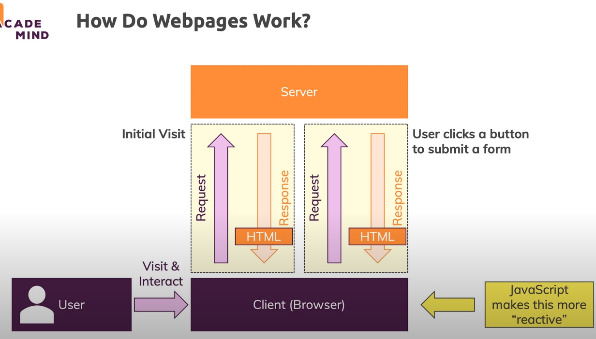 CADE
MIND
How Do Webpages Work?
Server
Initial Visit
User clicks a button
to submit a form
Request
Response
HTML
Request
Response
HTML
Visit &
Interact
User
Client (Browser)
JavaScript
makes this more
“reactive”